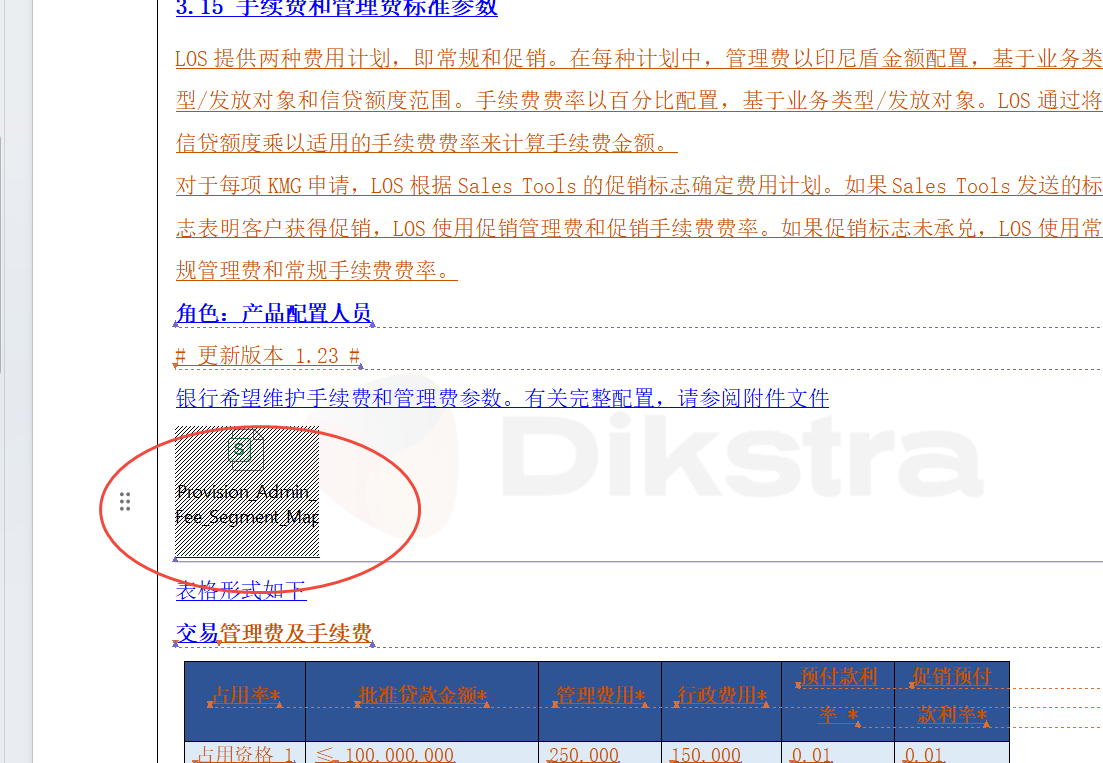 3.15 手续费和管理费标准参数
LOS 提供两种费用计划，即常规和促销。在每种计划中，管理费以印尼盾金额配置，基于业务类
型/发放对象和信贷额度范围。手续费费率以百分比配置，基于业务类型/发放对象。LOS 通过将
信贷额度乘以适用的手续费费率来计算手续费金额。
对于每项 KMG 申请，LOS 根据 Sales Tools 的促销标志确定费用计划。如果 Sales Tools 发送的标
志表明客户获得促销，LOS 使用促销管理费和促销手续费费率。如果促销标志未承兑，LOS 使用常
规管理费和常规手续费费率。
角色：产品配置人员
# 更新版本 1.23 #
银行希望维护手续费和管理费参数。有关完整配置，请参阅附件文件
Dikstra
S
Provision_Admin_
Fee_Segment_Map
表格形式如下
交易管理费及手续费
占用率* 批准贷款金额* 管理费用* 行政费用* 预付款利率 * 促销预付款利率*
占用资格 1 ≤ 100.000.000 250.000 150.000 0.01 0.01